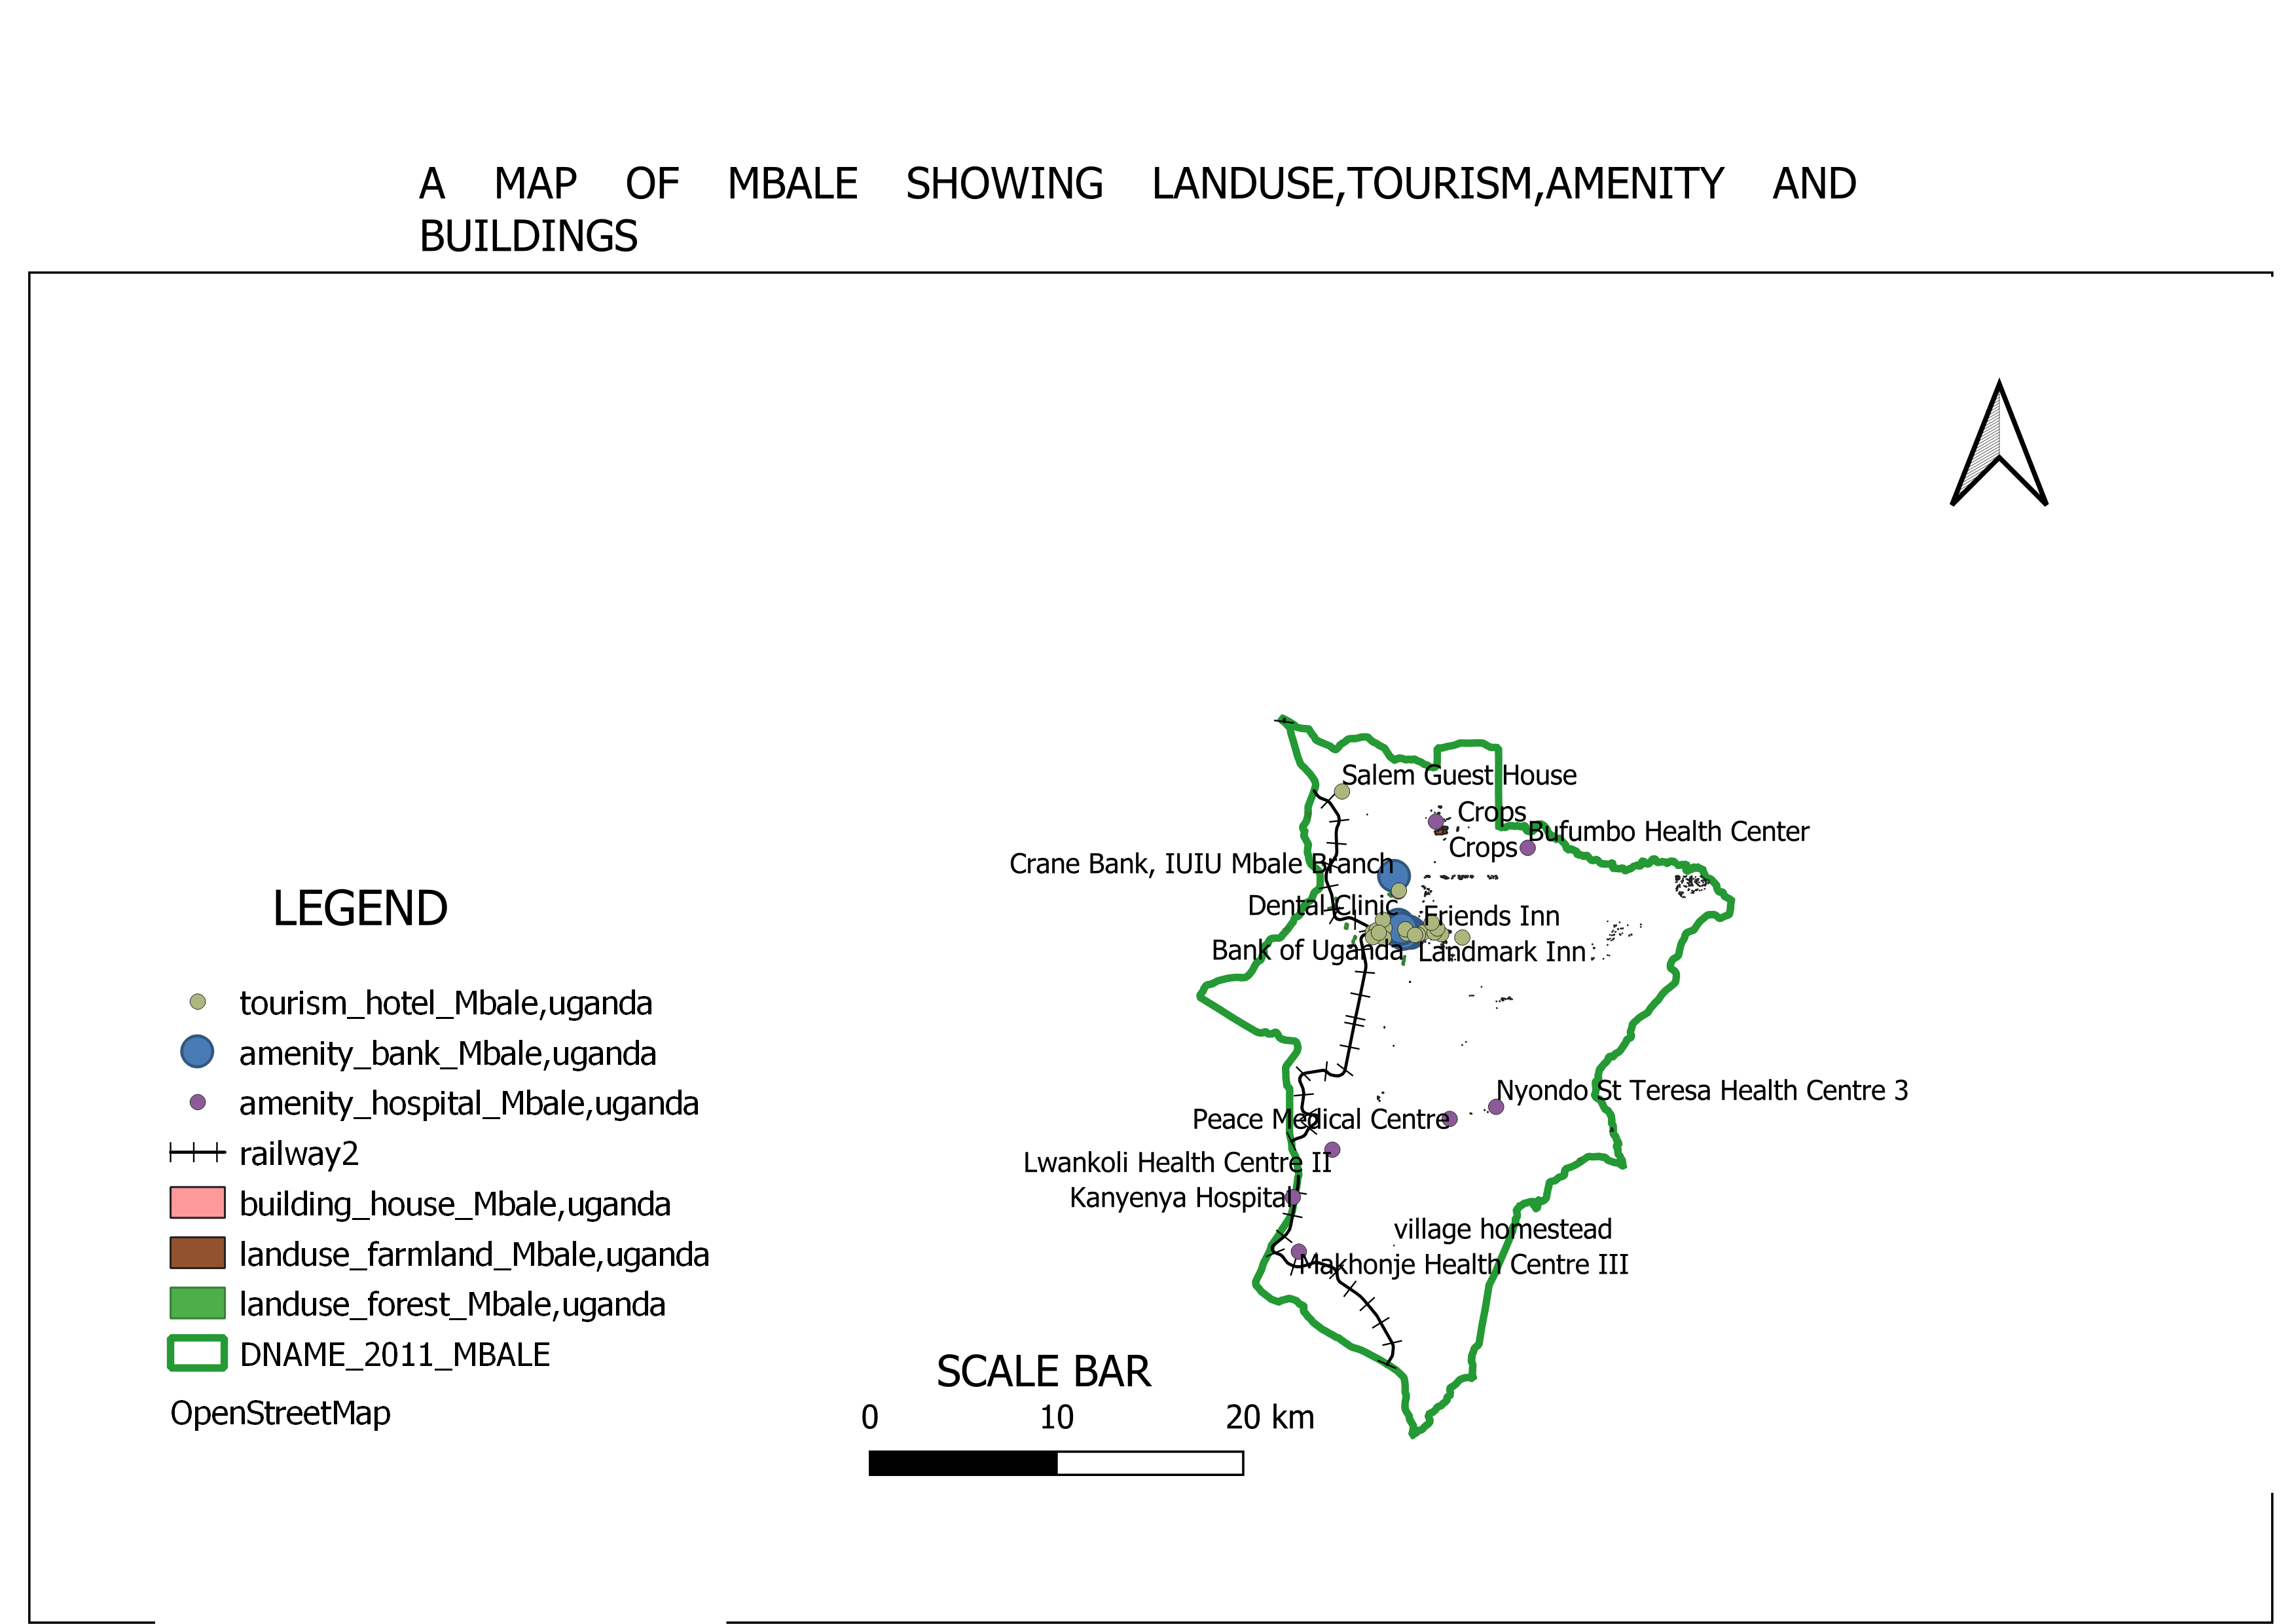 A MAP OF MBALE SHOWING LANDUSE,TOURISM,AMENITY AND
BUILDINGS
Salem Guest House
Crops
Bufumbo Health Center
Crops
Crane Bank, IUIU Mbale Branch
Dental Clinic
Friends Inn
Bank of Uganda
Landmark Inn
Nyondo St Teresa Health Centre 3
Peace Medical Centre
Lwankoli Health Centre II
Kanyenya Hospital
village homestead
Makhonje Health Centre III
LEGEND
tourism_hotel_Mbale,uganda
amenity_bank_Mbale,uganda
amenity_hospital_Mbale,uganda
railway2
building_house_Mbale,uganda
landuse_farmland_Mbale,uganda
landuse_forest_Mbale,uganda
DNAME_2011_MBALE
OpenStreetMap
SCALE BAR
0 10 20 km